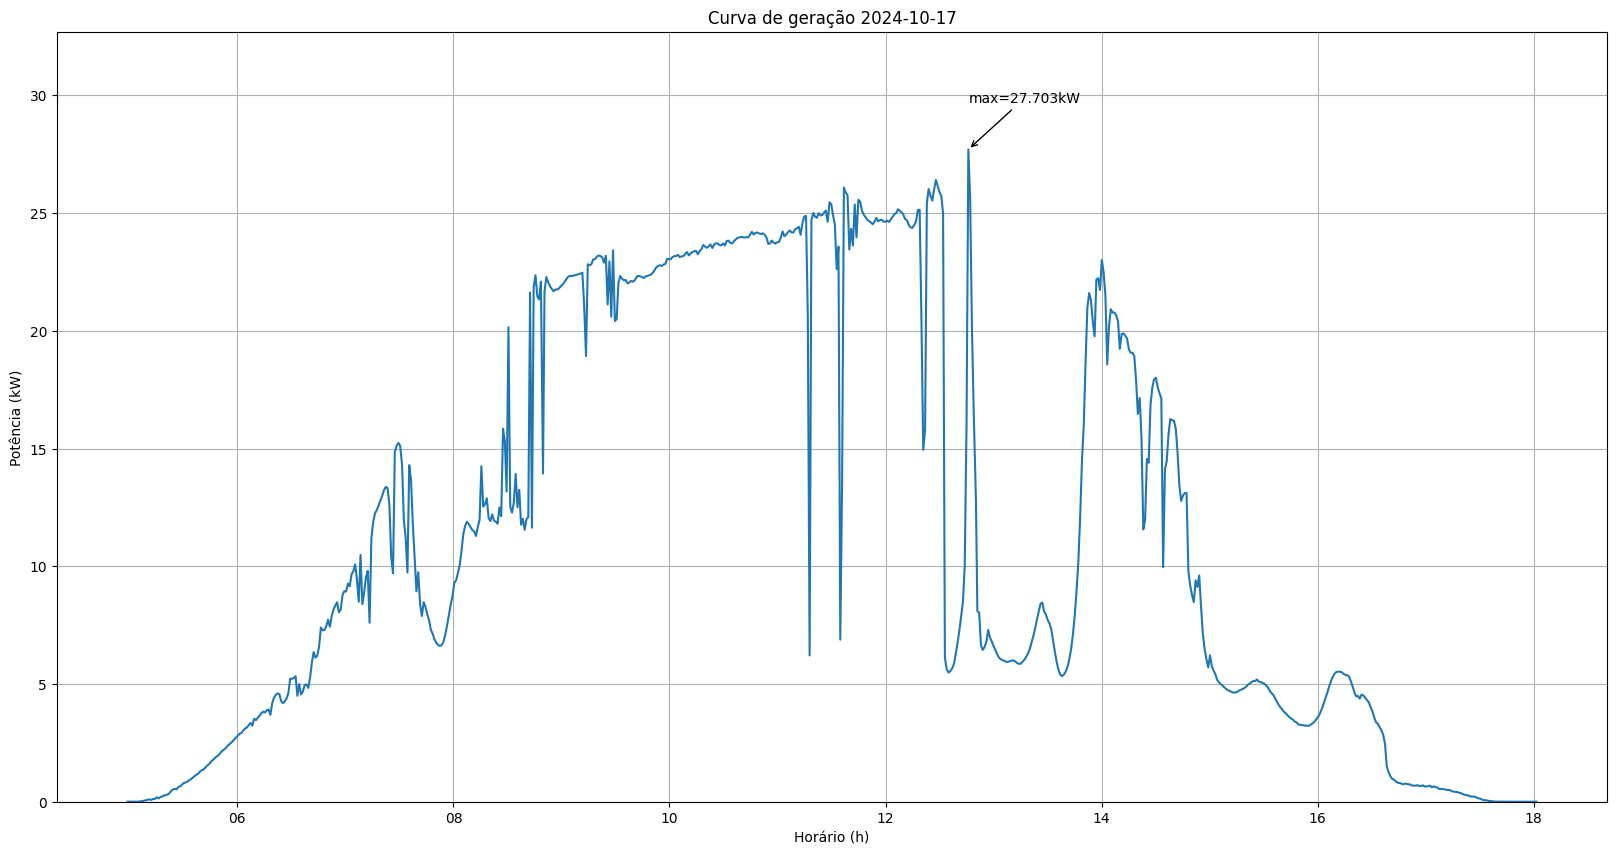 Curva de geração 2024-10-17
30
max=27.703kW
25
20
Potência (kW)
15
10
5
0
06 08 10 12 14 16 18
Horário (h)